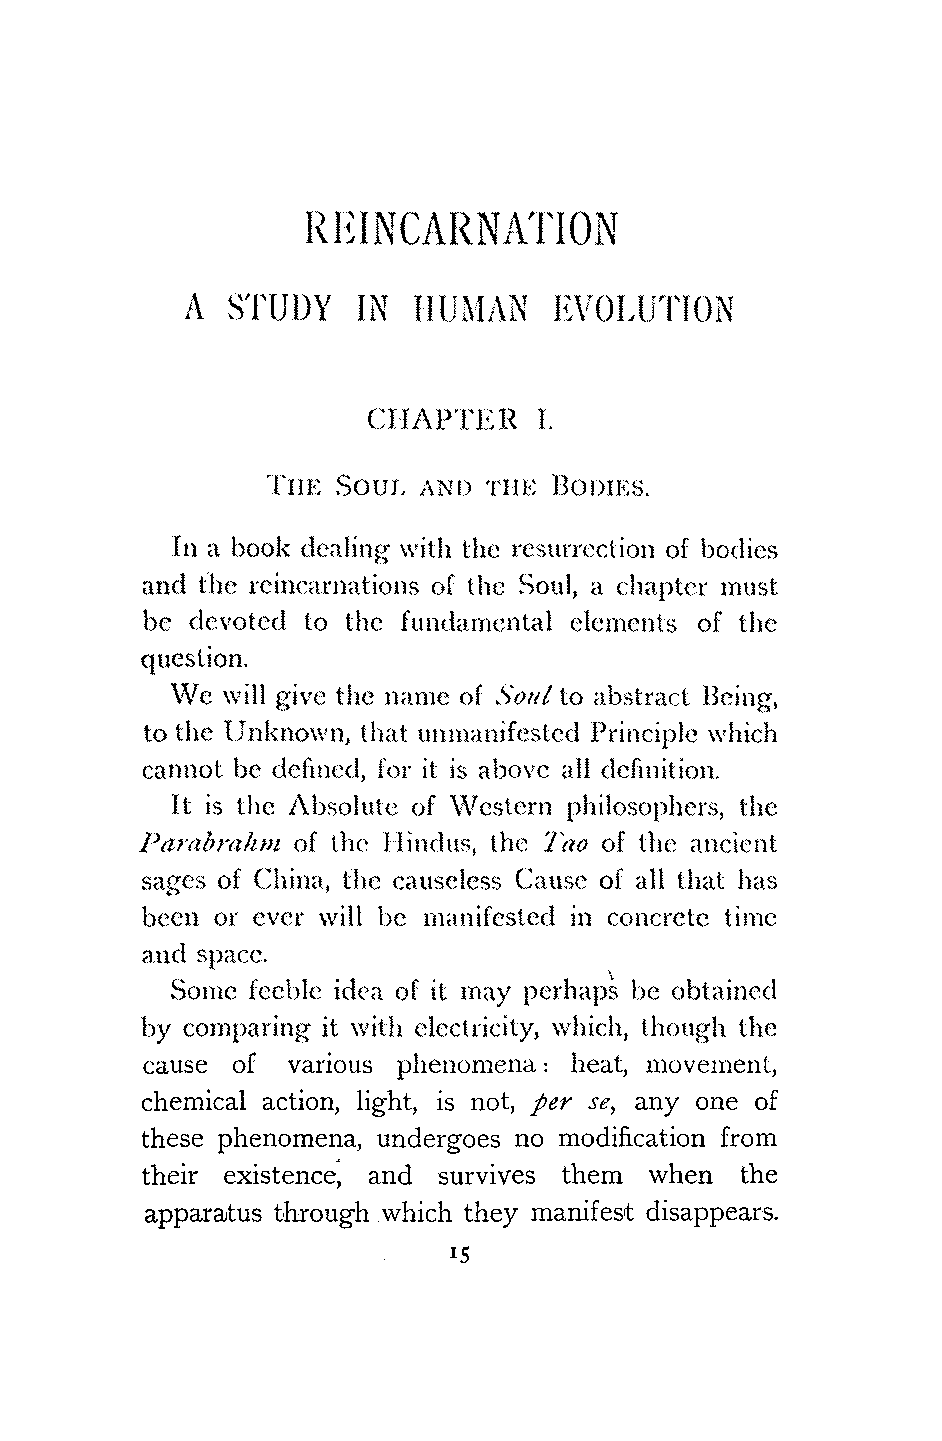 REINCARNATION
A STUDY IN HUMAN EVOLUTION
CHAPTER I.
THE SOUL AND THE BODIES.
In a book dealing with the resurrection of bodies
and the reincarnations of the Soul, a chapter must
be devoted to the fundamental elements of the
question.
We will give the name of Soul to abstract Being,
to the Unknown, that unmanifested Principle which
cannot be defined, for it is above all definition.
It is the Absolute of Western philosophers, the
Parabrahm of the Hindus, the Tao of the ancient
sages of China, the causeless Cause of all that has
been or ever will be manifested in concrete time
and space.
Some feeble idea of it may perhaps be obtained
by comparing it with electricity, which, though the
cause of various phenomena: heat, movement,
chemical action, light, is not, per se, any one of
these phenomena, undergoes no modification from
their existence, and survives them when the
apparatus through which they manifest disappears.
15